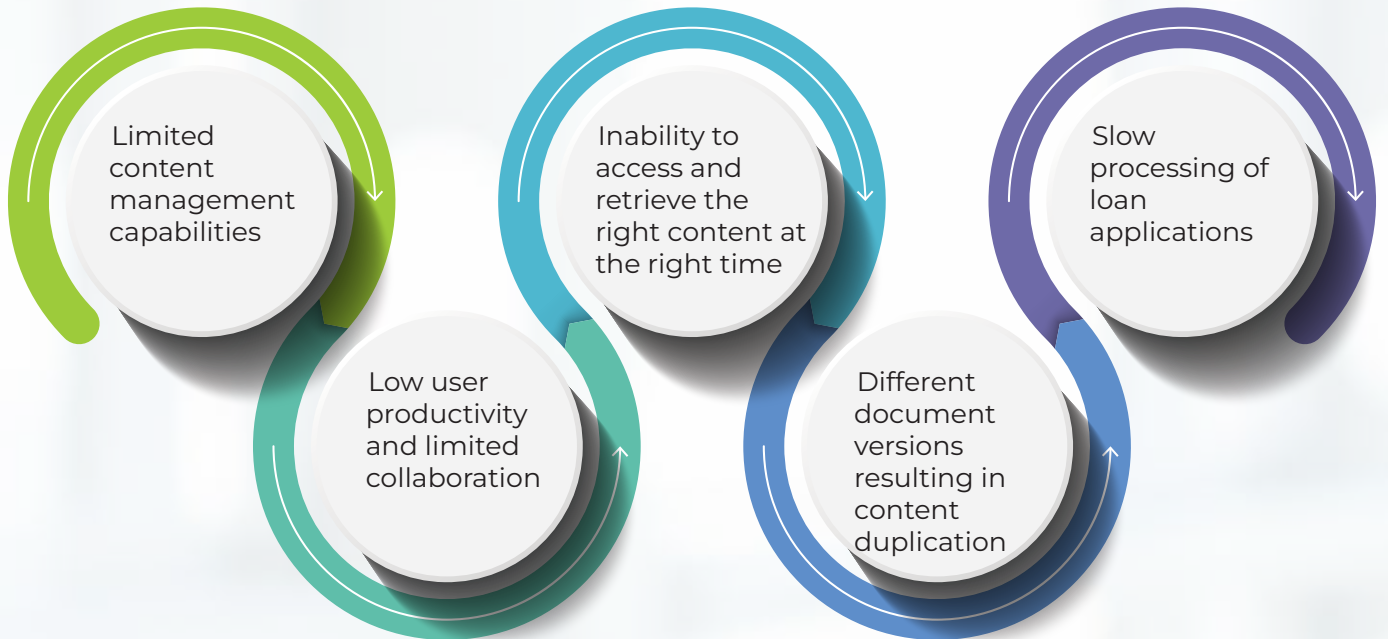 Limited
content
management
capabilities
Low user
productivity
and limited
collaboration
Inability to
access and
retrieve the
right content at
the right time
Different
document
versions
resulting in
content
duplication
Slow
processing of
loan
applications